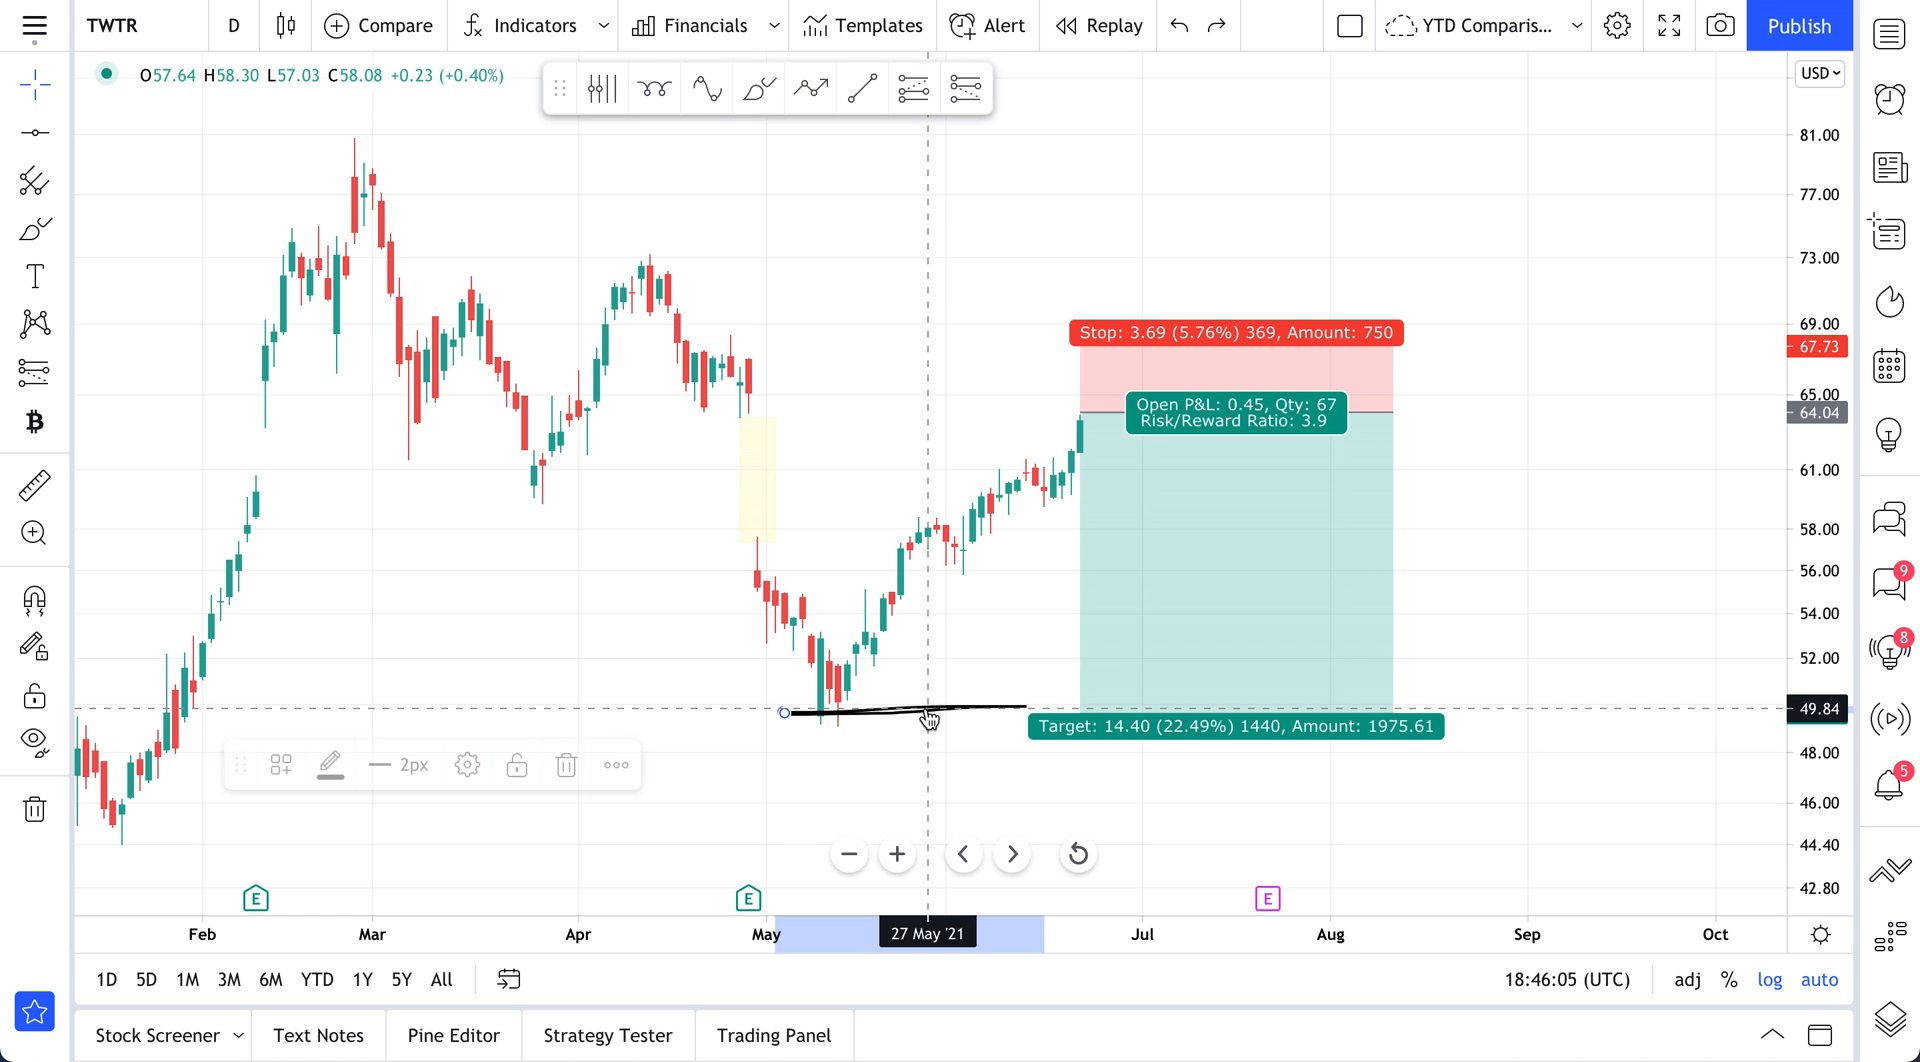 TWTR D Compare Indicators Financials Templates Alert Replay YTD Comparis... Publish
O57.64 H58.30 L57.03 C58.08 +0.23 (+0.40%)
USD
81.00
77.00
73.00
69.00
Stop: 3.69 (5.76%) 369, Amount: 750
67.73
65.00
Open P&L: 0.45, Qty: 67
64.04
Risk/Reward Ratio: 3.9
61.00
58.00
56.00
9
54.00
8
52.00
49.84
Target: 14.40 (22.49%) 1440, Amount: 1975.61
48.00
2px
5
46.00
44.40
42.80
E E E
Feb Mar Apr May 27 May '21 Jul Aug Sep Oct
1D 5D 1M 3M 6M YTD 1Y 5Y All 18:46:05 (UTC) adj % log auto
Stock Screener Text Notes Pine Editor Strategy Tester Trading Panel